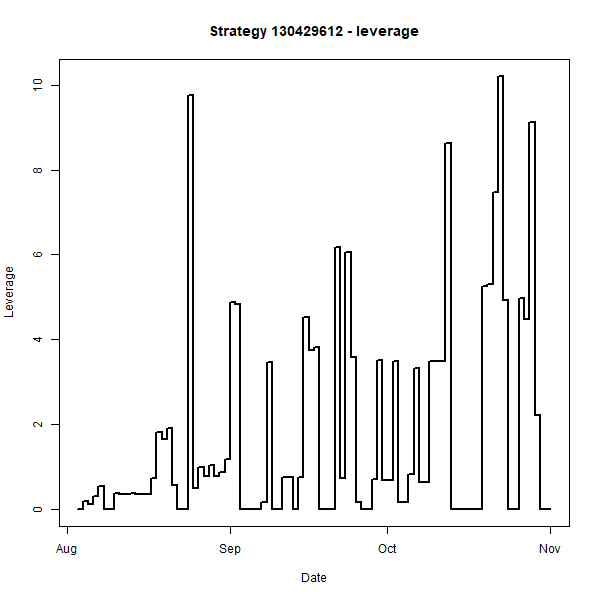 Strategy 130429612 - leverage
10
8
6
4
2
0
Leverage
Aug
Sep
Oct
Nov
Date